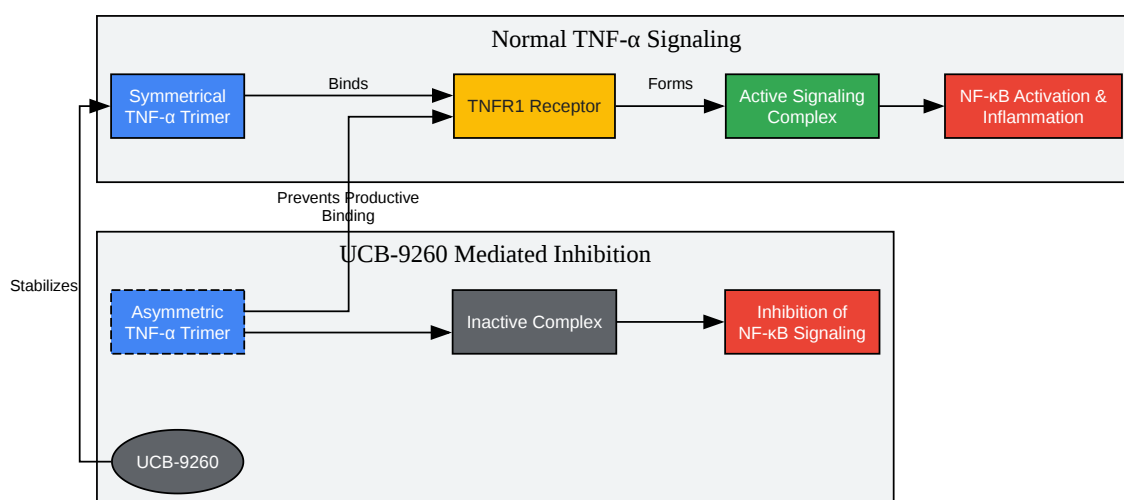 Normal TNF-α Signaling
Symmetrical
TNF-α Trimer
Binds
TNFR1 Receptor
Forms
Active Signaling
Complex
NF-κB Activation &
Inflammation
Prevents Productive
Binding
UCB-9260 Mediated Inhibition
Stabilizes
Asymmetric
TNF-α Trimer
Inactive Complex
Inhibition of
NF-κB Signaling
UCB-9260